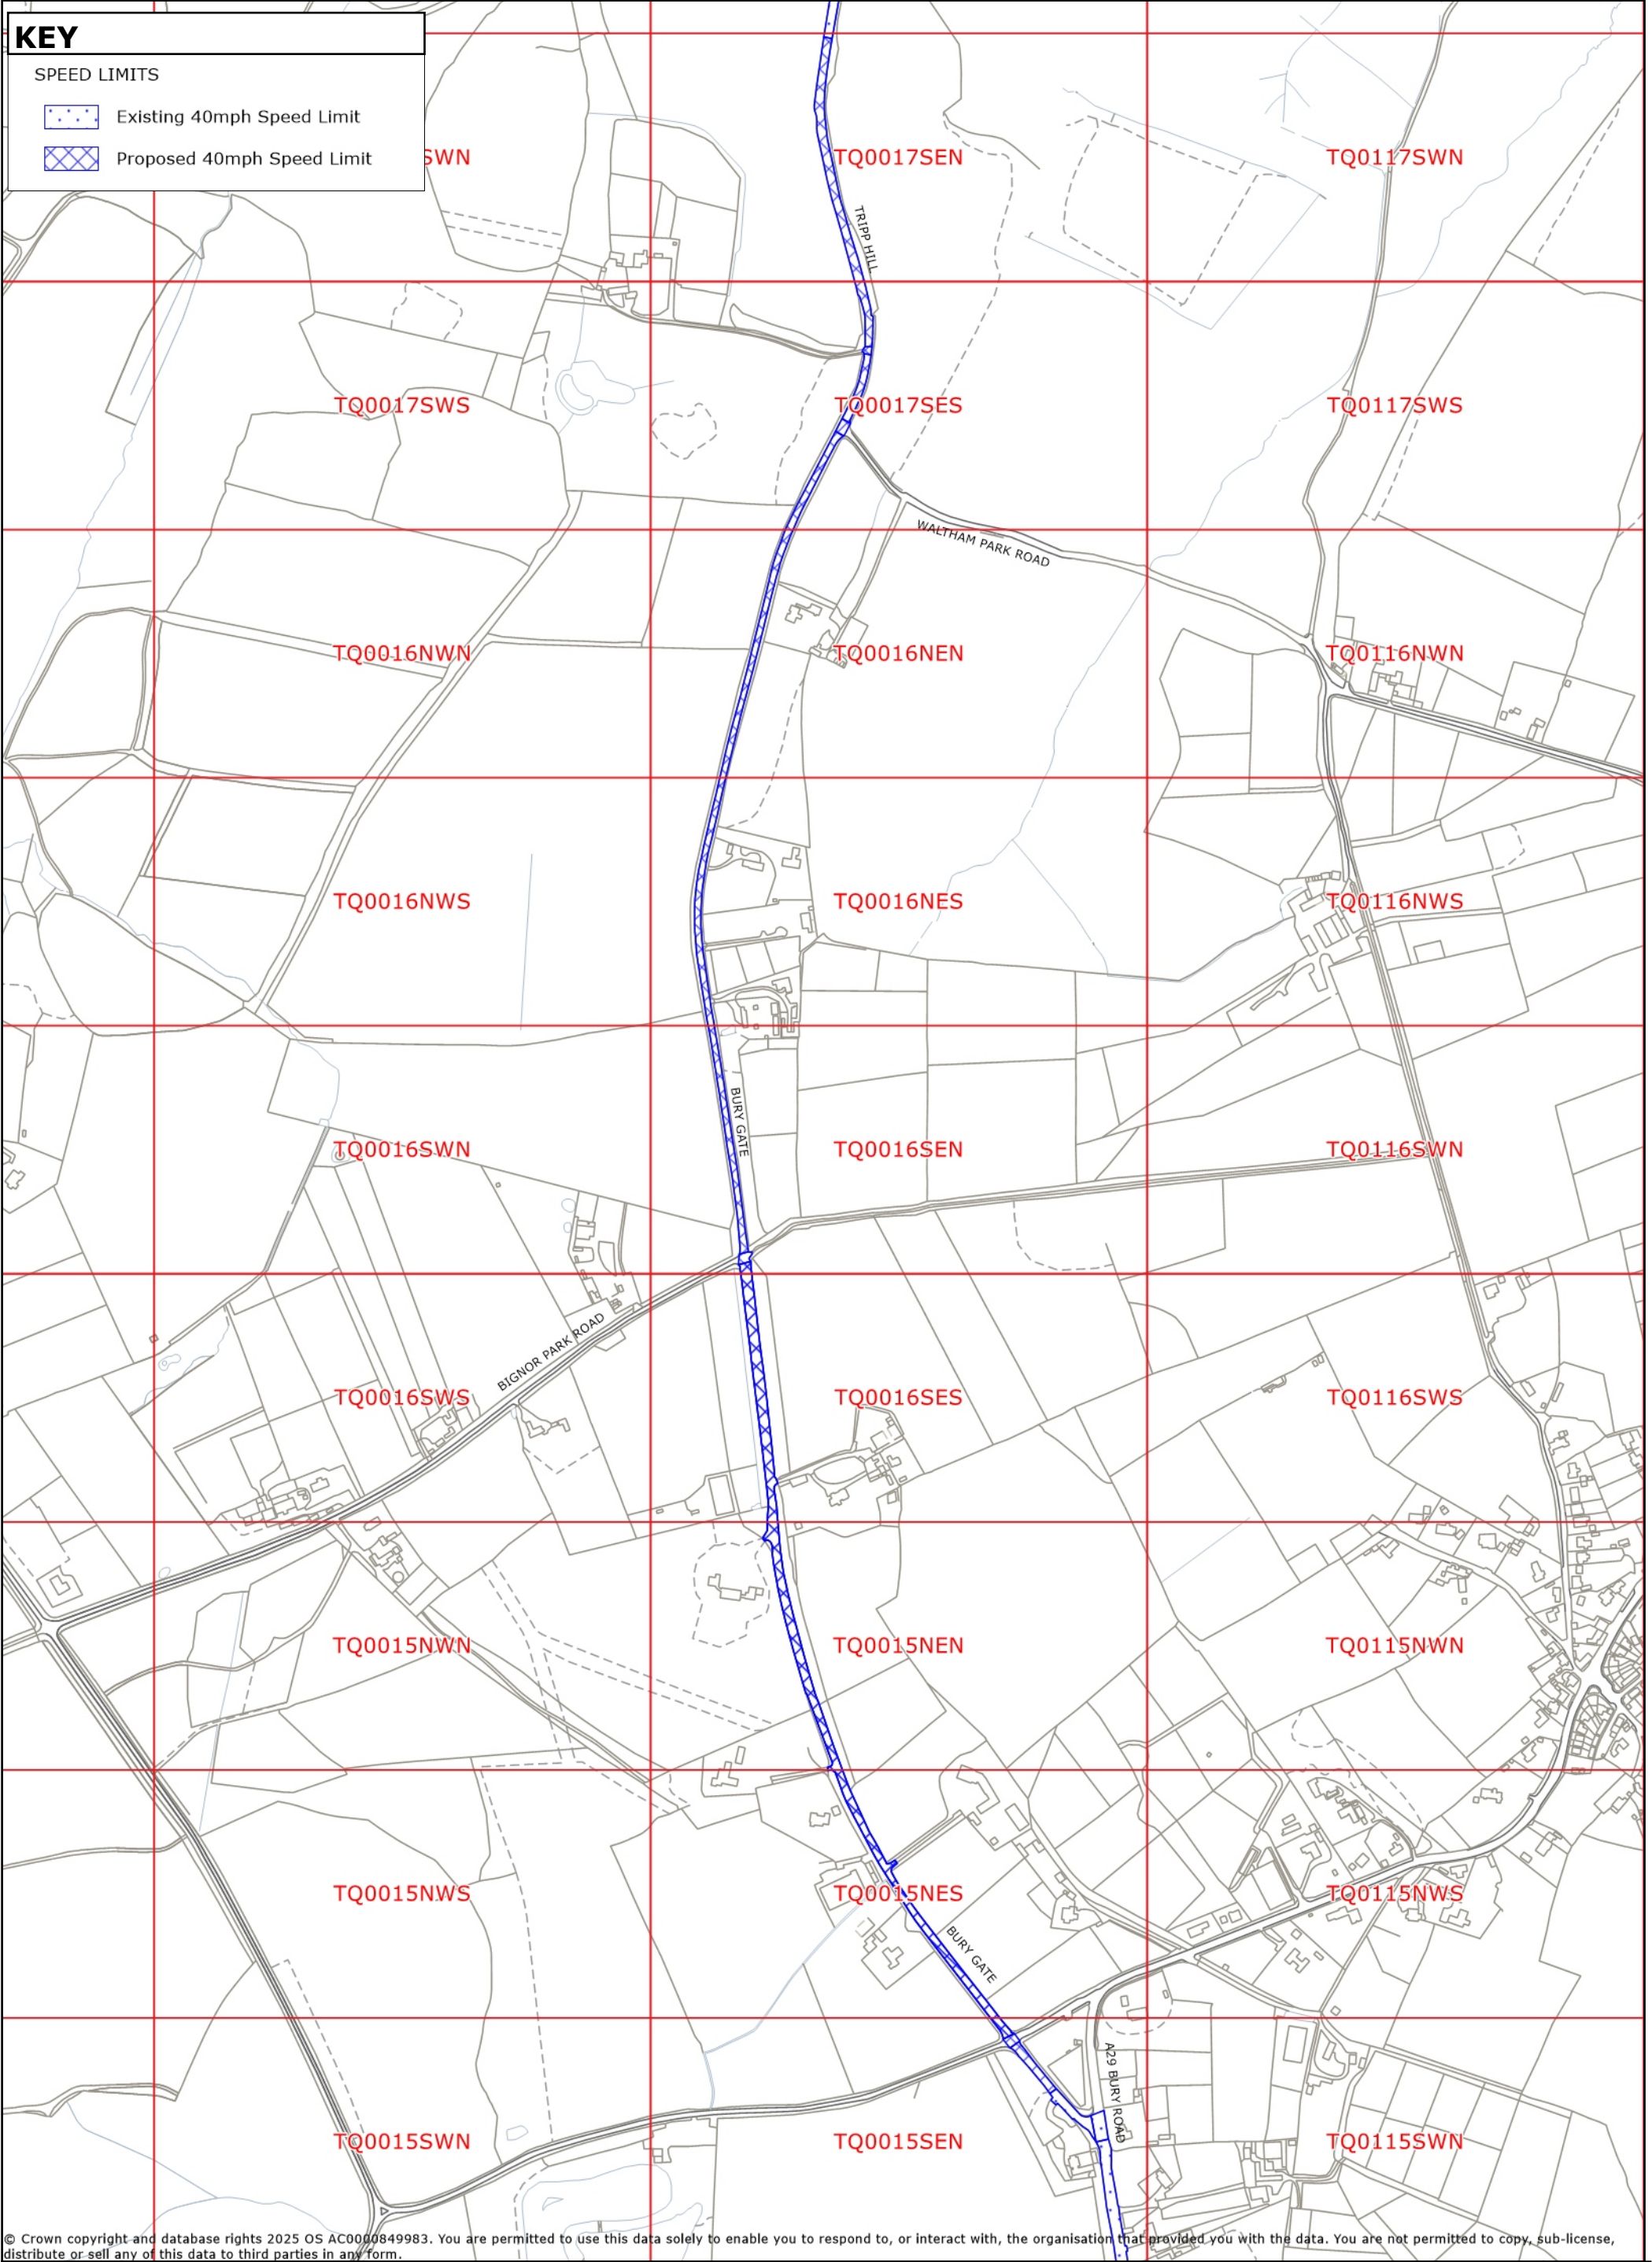 KEY
SPEED LIMITS
Existing 40mph Speed Limit
Proposed 40mph Speed Limit
SWN
TQ0017SEN
TQ0117SWN
TRIPP HILL
TQ0017SWS
TQ0017SES
TQ0117SWS
WALTHAM PARK ROAD
TQ0016NWN
TQ0016NEN
TQ0116NWN
TQ0016NWS
TQ0016NES
TQ0116NWS
BURY GATE
TQ0016SWN
TQ0016SEN
TQ0116SWN
BIGNOR PARK ROAD
TQ0016SWS
TQ0016SES
TQ0116SWS
TQ0015NWN
TQ0015NEN
TQ0115NWN
TQ0015NWS
TQ0015NES
TQ0115NWS
BURY GATE
A29 BURY ROAD
TQ0015SWN
TQ0015SEN
TQ0115SWN
© Crown copyright and database rights 2025 OS AC0000849983. You are permitted to use this data solely to enable you to respond to, or interact with, the organisation that provided you with the data. You are not permitted to copy, sub-license,
distribute or sell any of this data to third parties in any form.